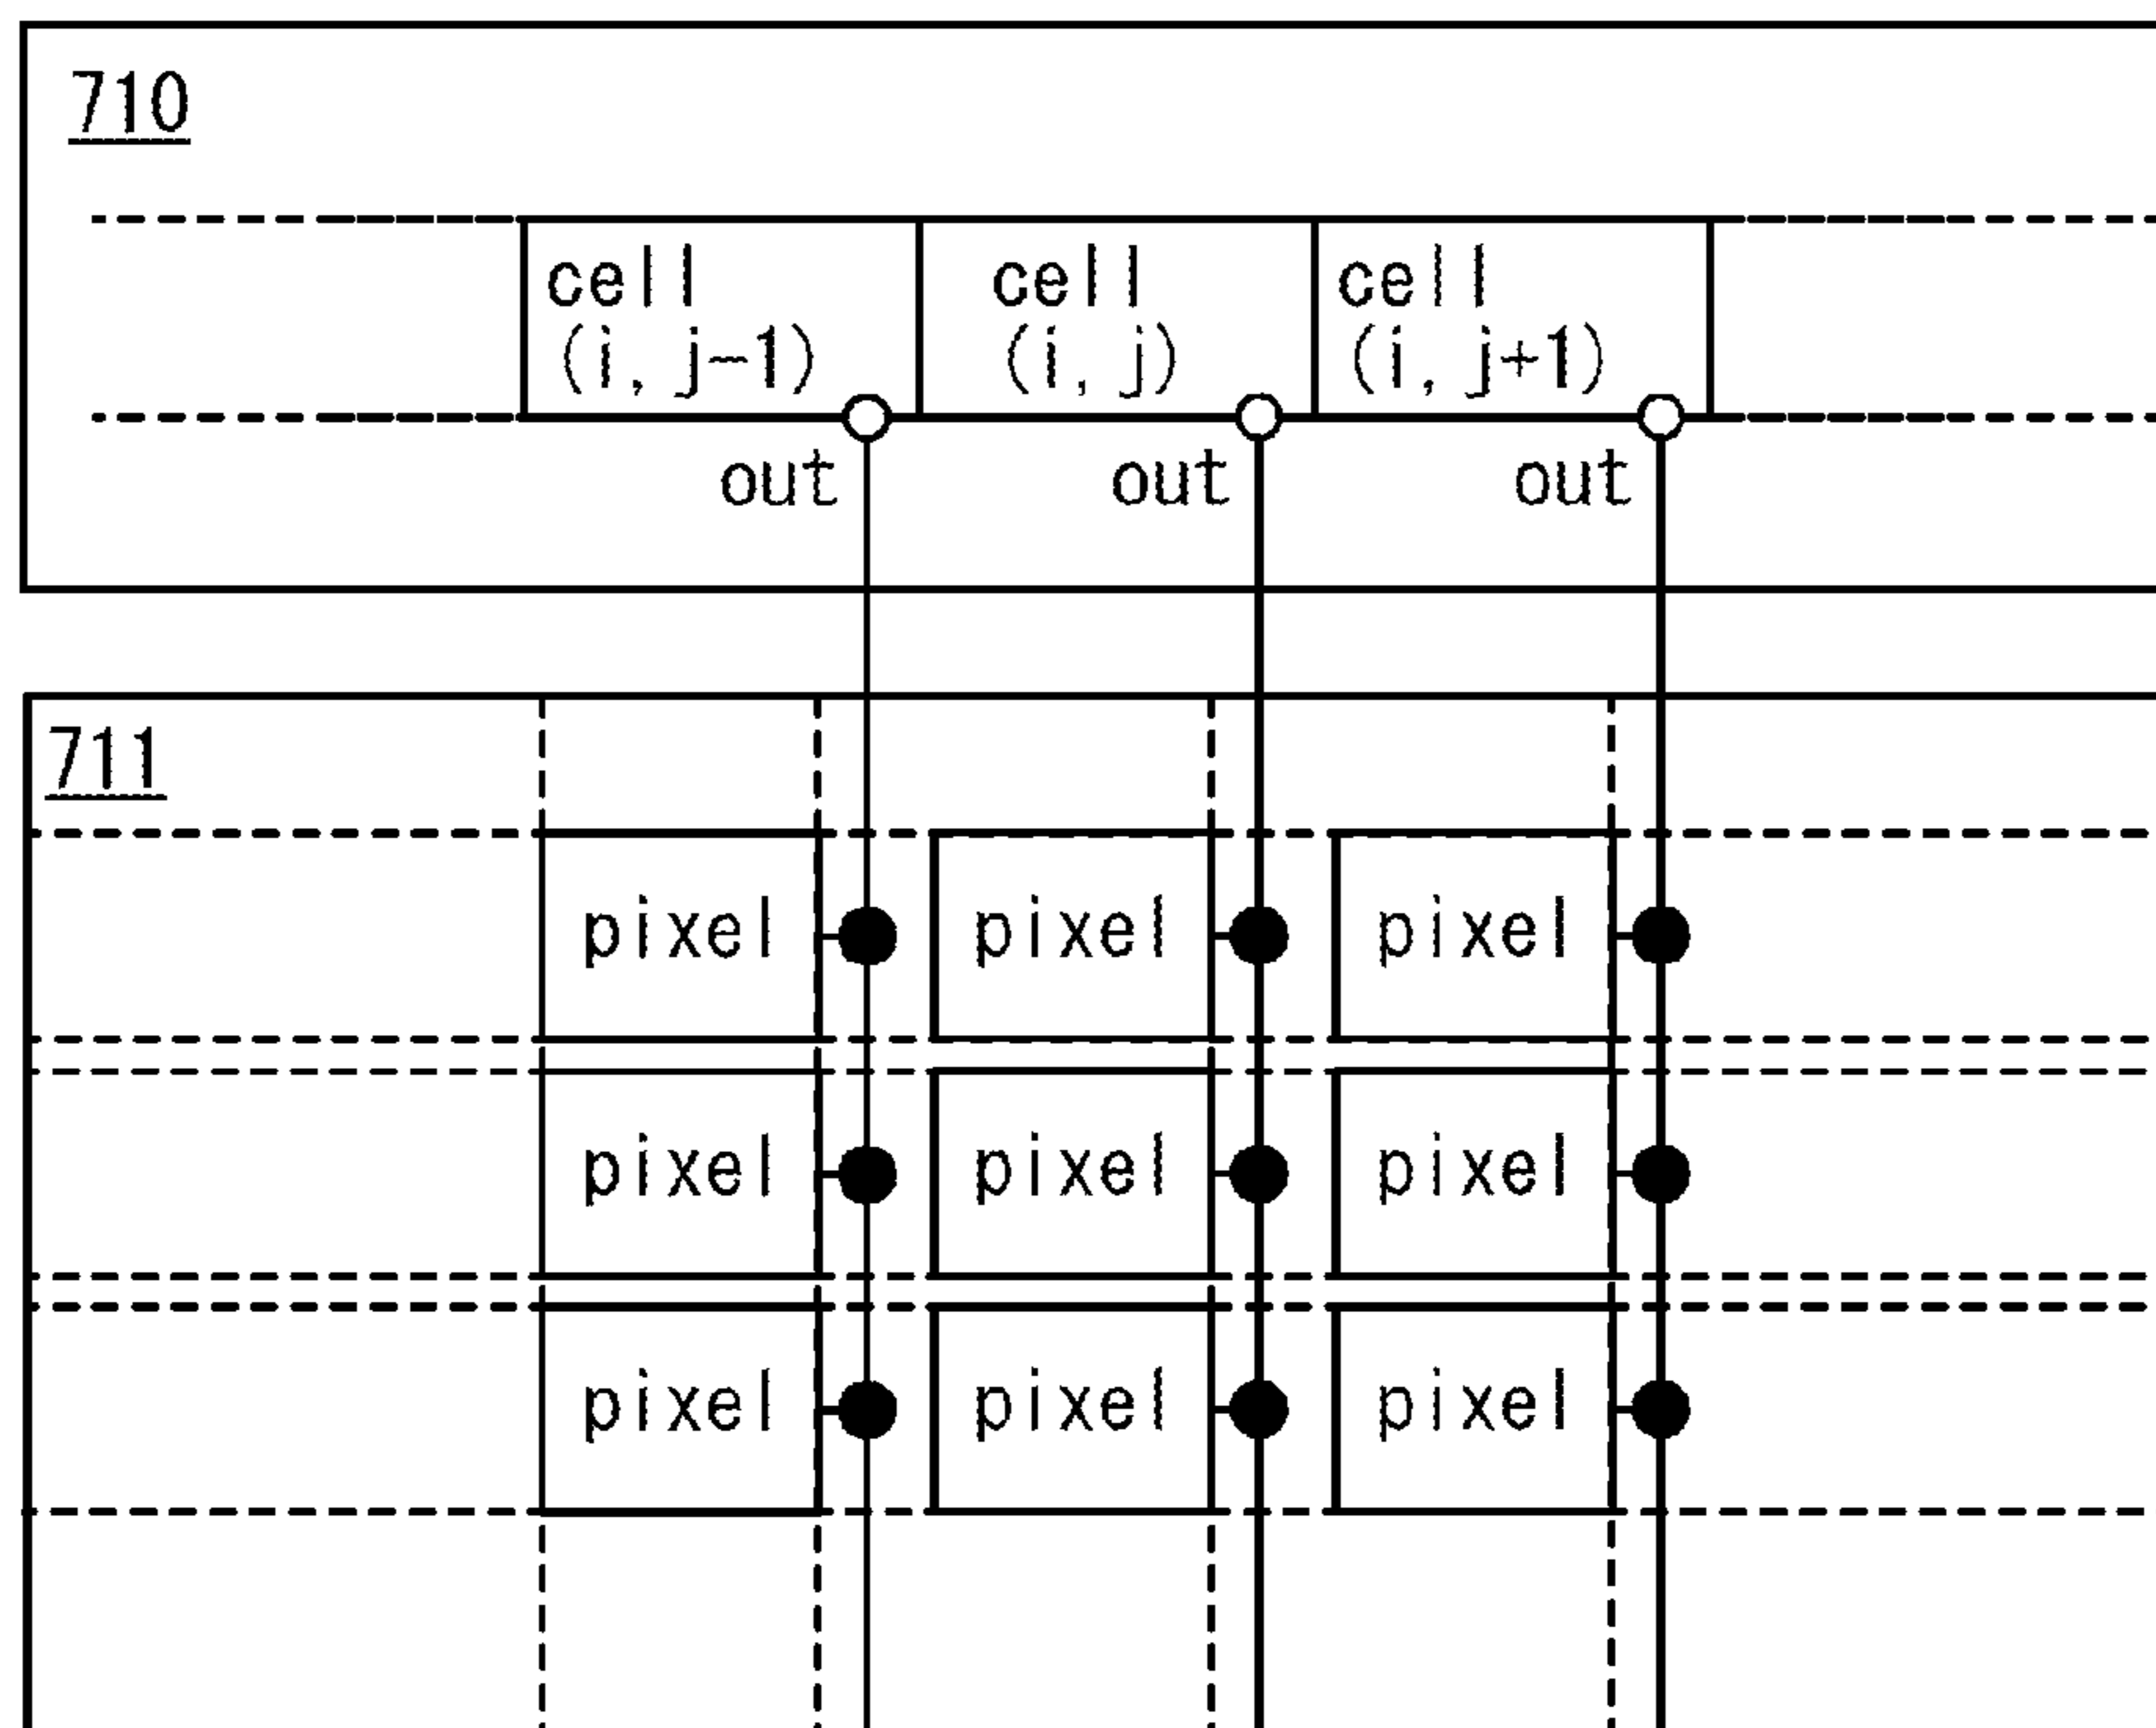 710
cell cell cell
(i, j−1) (i, j) (i, j+1)
out out out
711
pixel pixel pixel
pixel pixel pixel
pixel pixel pixel